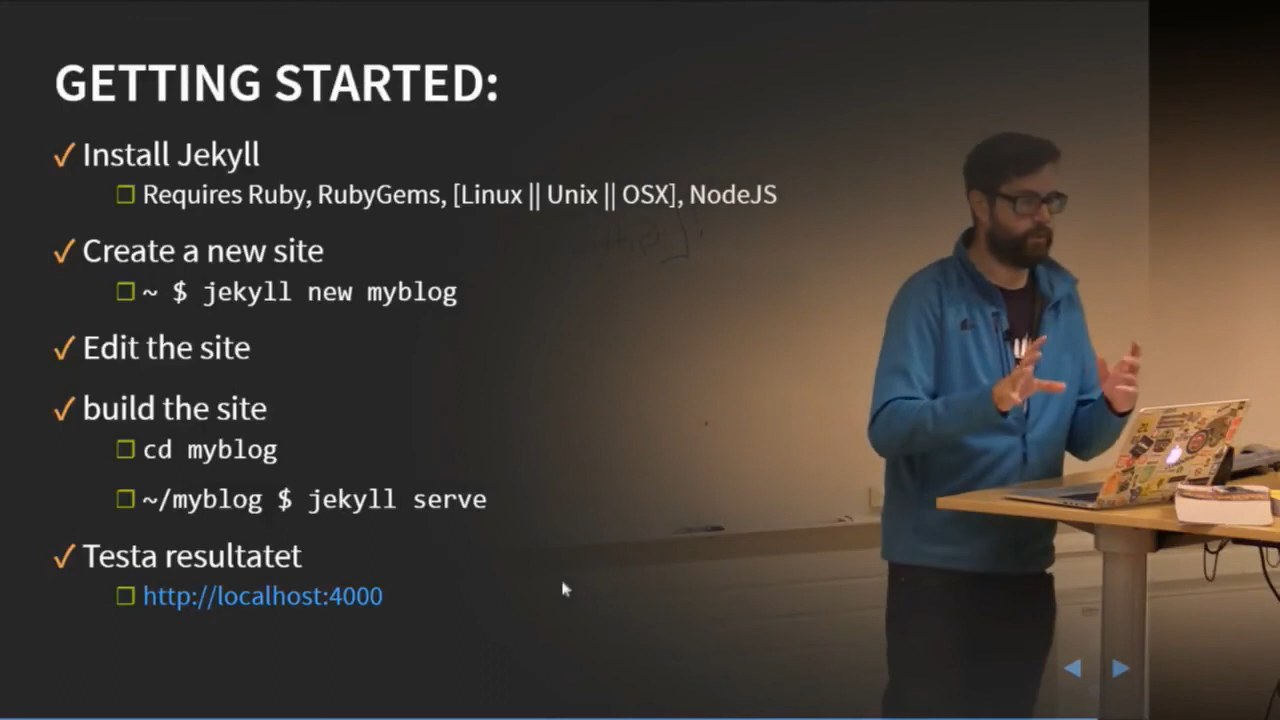 GETTING STARTED:
Install Jekyll
Requires Ruby, RubyGems, [Linux || Unix || OSX], NodeJS
Create a new site
~ $ jekyll new myblog
Edit the site
build the site
cd myblog
~/myblog $ jekyll serve
Testa resultatet
http://localhost:4000